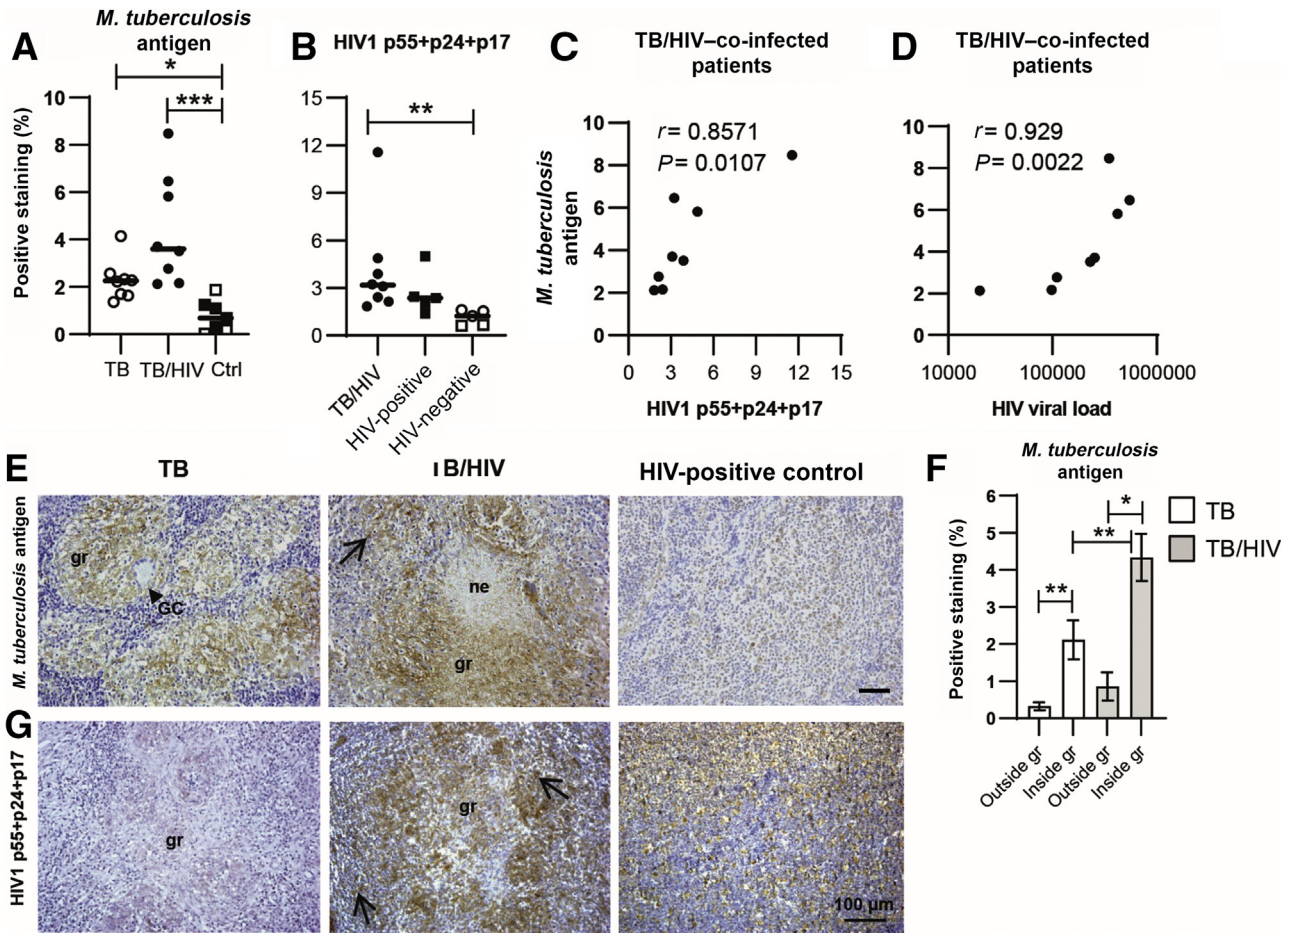 A
M. tuberculosis
antigen
*
***
Positive staining (%)
10
8
6
4
2
0
TB
TB/HIV
Ctrl
B
HIV1 p55+p24+p17
**
15
12
9
6
3
0
TB/HIV
HIV-positive
HIV-negative
C
TB/HIV–co-infected
patients
r= 0.8571
P= 0.0107
M. tuberculosis
antigen
10
8
6
4
2
0
0
3
6
9
12
15
HIV1 p55+p24+p17
D
TB/HIV–co-infected
patients
r= 0.929
P= 0.0022
10
8
6
4
2
0
10000
100000
1000000
HIV viral load
E
TB
TB/HIV
HIV-positive control
M. tuberculosis antigen
gr
GC
ne
gr
F
M. tuberculosis
antigen
Positive staining (%)
6
5
4
3
2
1
0
**
**
*
TB
TB/HIV
Outside gr
Inside gr
Outside gr
Inside gr
G
HIV1 p55+p24+p17
gr
gr
100 µm